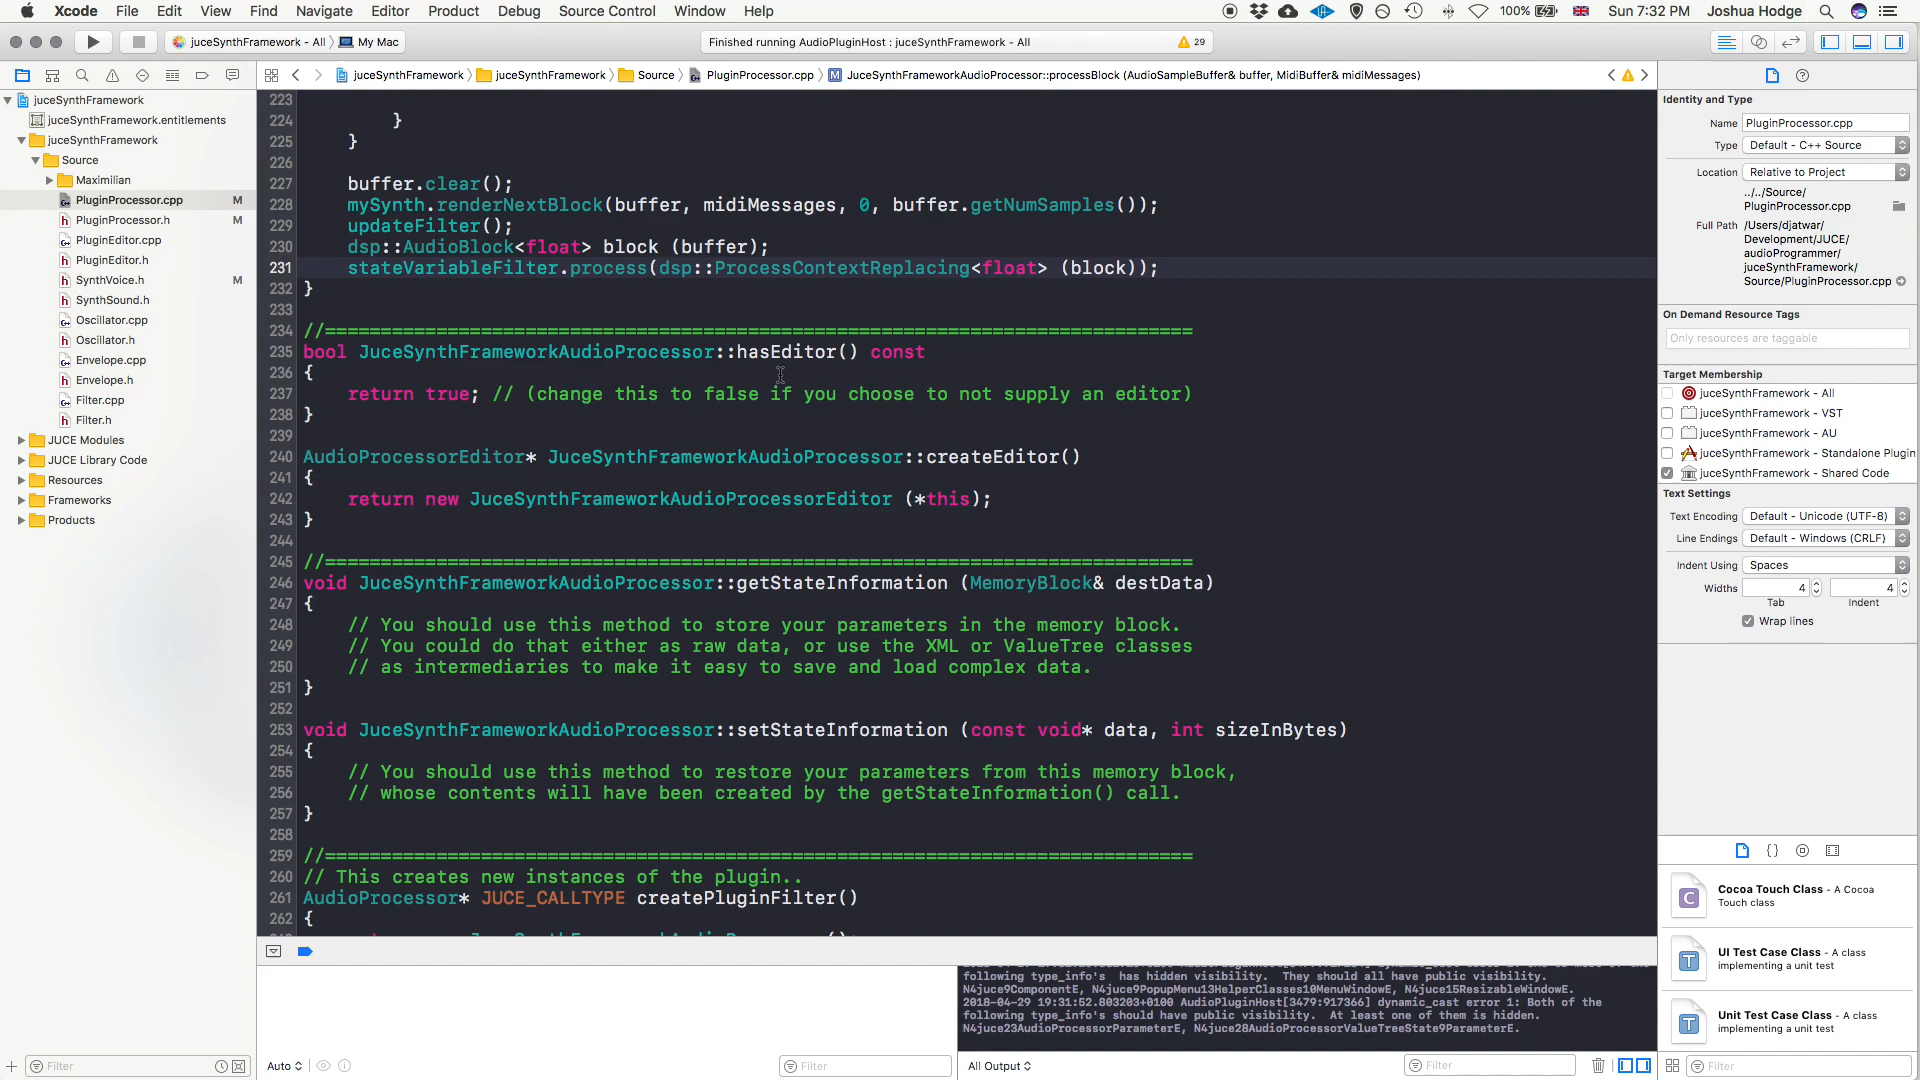 Xcode File Edit View Find Navigate Editor Product Debug Source Control Window Help 100% Sun 7:32 PM Joshua Hodge
juceSynthFramework - All My Mac Finished running AudioPluginHost : juceSynthFramework - All 29
juceSynthFramework juceSynthFramework Source PluginProcessor.cpp M JuceSynthFrameworkAudioProcessor::processBlock (AudioSampleBuffer& buffer, MidiBuffer& midiMessages)
juceSynthFramework
juceSynthFramework.entitlements
juceSynthFramework
Source
Maximilian
PluginProcessor.cpp M
PluginProcessor.h M
PluginEditor.cpp
PluginEditor.h
SynthVoice.h M
SynthSound.h
Oscillator.cpp
Oscillator.h
Envelope.cpp
Envelope.h
Filter.cpp
Filter.h
JUCE Modules
JUCE Library Code
Resources
Frameworks
Products
Filter
223
224 }
225 }
226
227 buffer.clear();
228 mySynth.renderNextBlock(buffer, midiMessages, 0, buffer.getNumSamples());
229 updateFilter();
230 dsp::AudioBlock<float> block (buffer);
231 stateVariableFilter.process(dsp::ProcessContextReplacing<float> (block));
232 }
233
234 //==============================================================================
235 bool JuceSynthFrameworkAudioProcessor::hasEditor() const
236 {
237 return true; // (change this to false if you choose to not supply an editor)
238 }
239
240 AudioProcessorEditor* JuceSynthFrameworkAudioProcessor::createEditor()
241 {
242 return new JuceSynthFrameworkAudioProcessorEditor (*this);
243 }
244
245 //==============================================================================
246 void JuceSynthFrameworkAudioProcessor::getStateInformation (MemoryBlock& destData)
247 {
248 // You should use this method to store your parameters in the memory block.
249 // You could do that either as raw data, or use the XML or ValueTree classes
250 // as intermediaries to make it easy to save and load complex data.
251 }
252
253 void JuceSynthFrameworkAudioProcessor::setStateInformation (const void* data, int sizeInBytes)
254 {
255 // You should use this method to restore your parameters from this memory block,
256 // whose contents will have been created by the getStateInformation() call.
257 }
258
259 //==============================================================================
260 // This creates new instances of the plugin..
261 AudioProcessor* JUCE_CALLTYPE createPluginFilter()
262 {
Auto Filter
following type_info's has hidden visibility. They should all have public visibility.
N4juce9ComponentE, N4juce9PopupMenu13HelperClasses10MenuWindowE, N4juce15ResizableWindowE.
2018-04-29 19:31:52.803203+0100 AudioPluginHost[3479:917366] dynamic_cast error 1: Both of the
following type_info's should have public visibility. At least one of them is hidden.
N4juce23AudioProcessorParameterE, N4juce28AudioProcessorValueTreeState9ParameterE.
All Output Filter
Identity and Type
Name PluginProcessor.cpp
Type Default - C++ Source
Location Relative to Project
../../Source/
PluginProcessor.cpp
Full Path /Users/djatwar/
Development/JUCE/
audioProgrammer/
juceSynthFramework/
Source/PluginProcessor.cpp
On Demand Resource Tags
Only resources are taggable
Target Membership
juceSynthFramework - All
juceSynthFramework - VST
juceSynthFramework - AU
juceSynthFramework - Standalone Plugin
juceSynthFramework - Shared Code
Text Settings
Text Encoding Default - Unicode (UTF-8)
Line Endings Default - Windows (CRLF)
Indent Using Spaces
Widths 4 4
Tab Indent
Wrap lines
C Cocoa Touch Class - A Cocoa
Touch class
T UI Test Case Class - A class
implementing a unit test
T Unit Test Case Class - A class
implementing a unit test
Filter